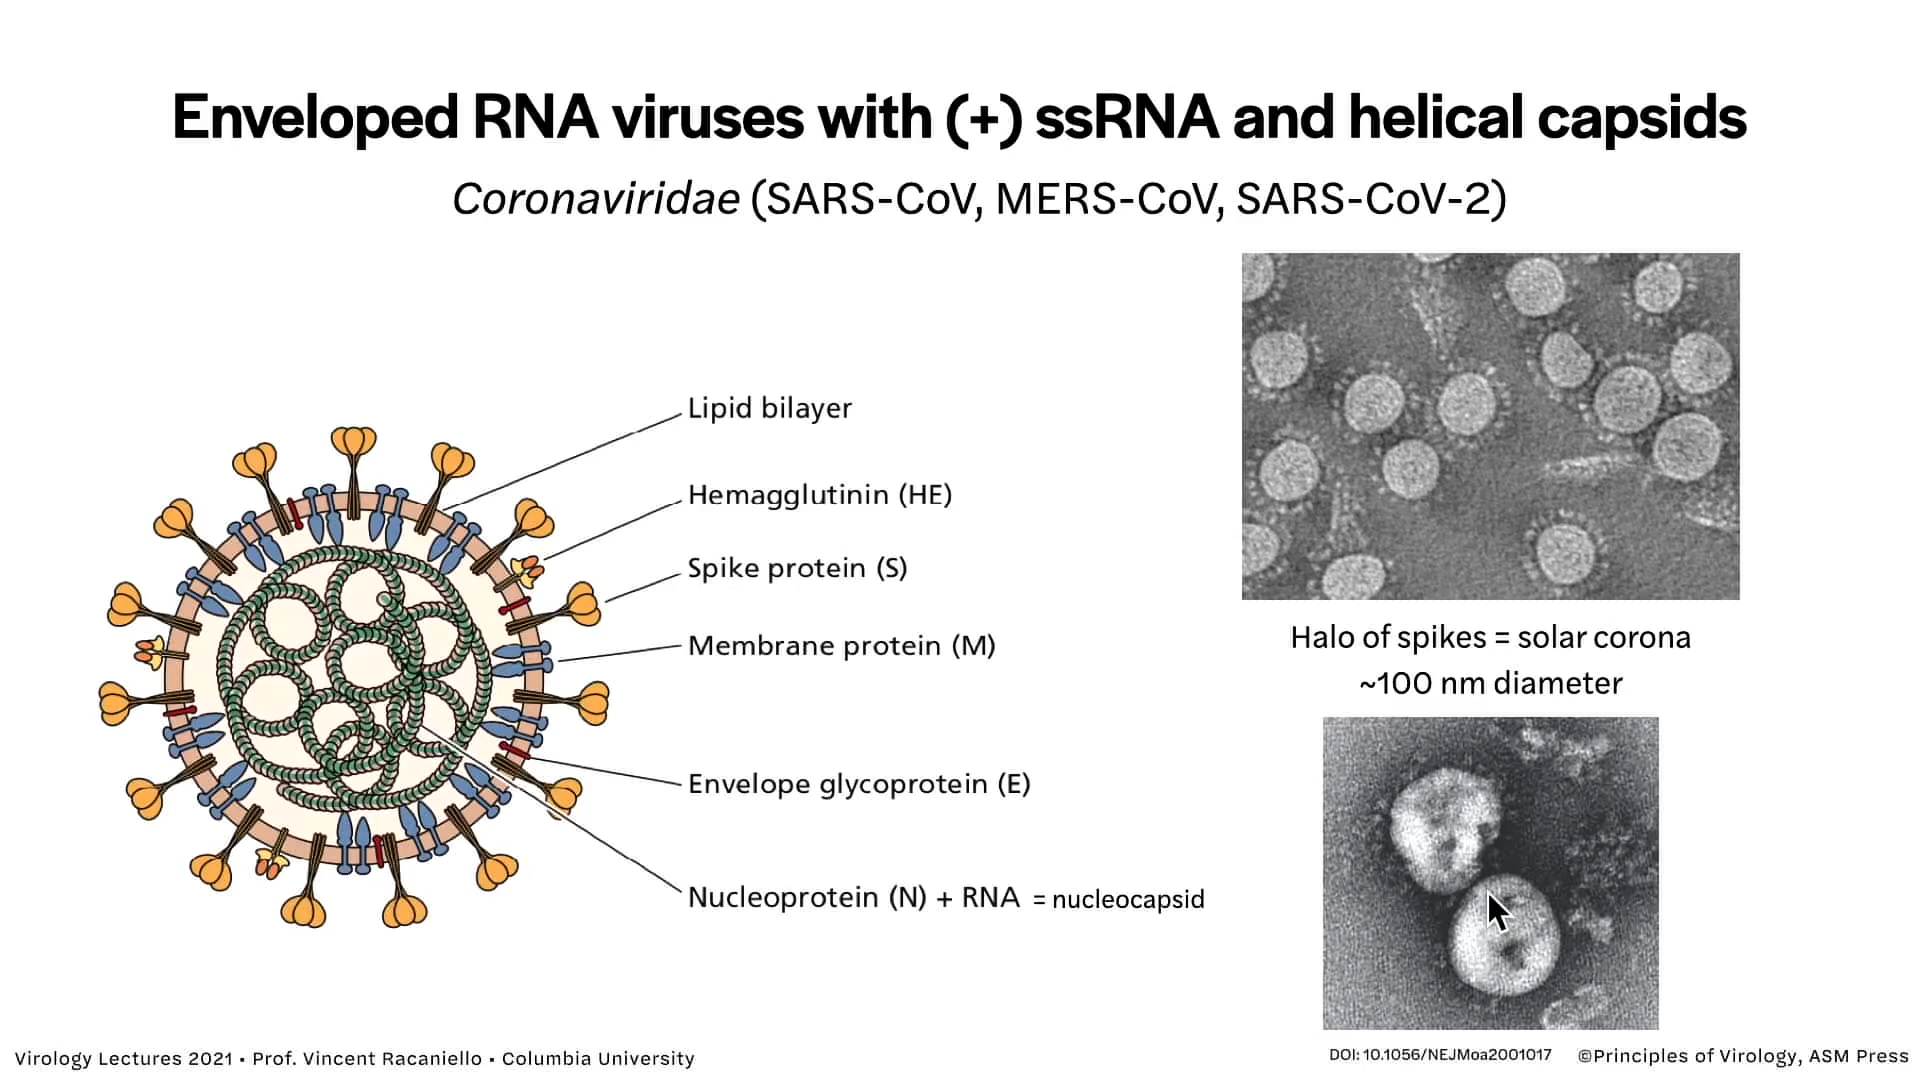 Enveloped RNA viruses with (+) ssRNA and helical capsids
Coronaviridae (SARS-CoV, MERS-CoV, SARS-CoV-2)
Lipid bilayer
Hemagglutinin (HE)
Spike protein (S)
Membrane protein (M)
Envelope glycoprotein (E)
Nucleoprotein (N) + RNA = nucleocapsid
Halo of spikes = solar corona
~100 nm diameter
Virology Lectures 2021 • Prof. Vincent Racaniello • Columbia University
DOI: 10.1056/NEJMoa2001017
©Principles of Virology, ASM Press